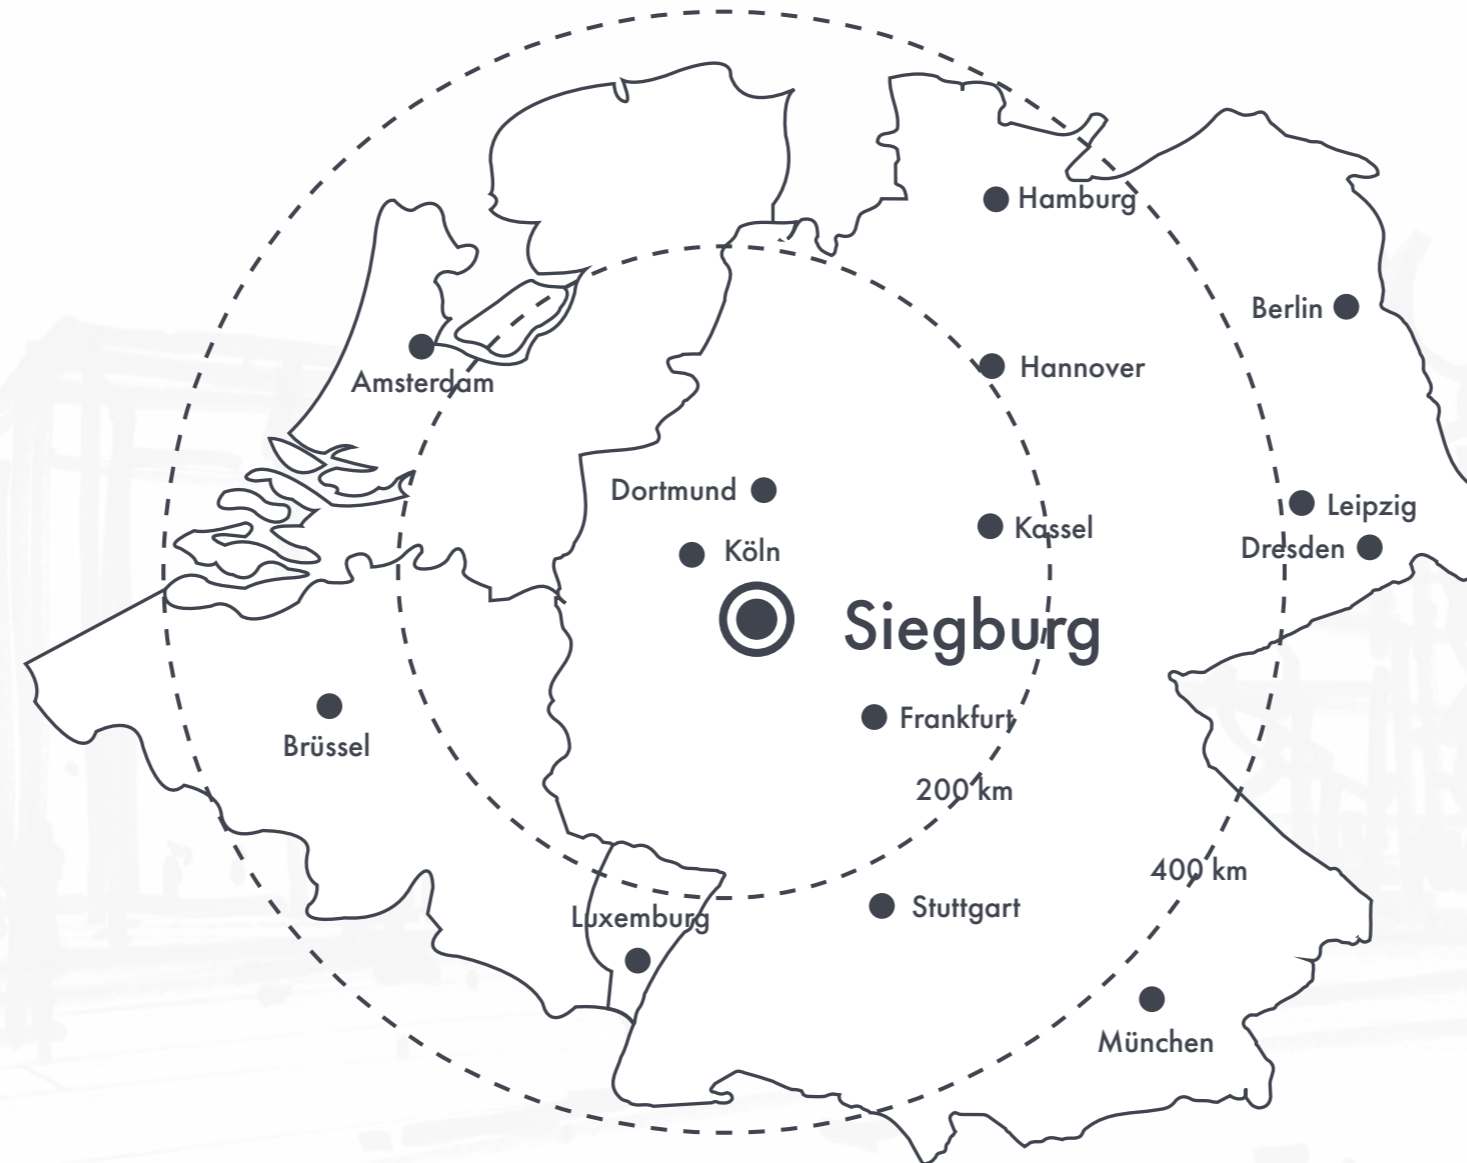 Hamburg
Berlin
Hannover
Amsterdam
Dortmund
Leipzig
Kassel
Dresden
Köln
Siegburg
Frankfurt
Brüssel
200 km
400 km
Stuttgart
Luxemburg
München